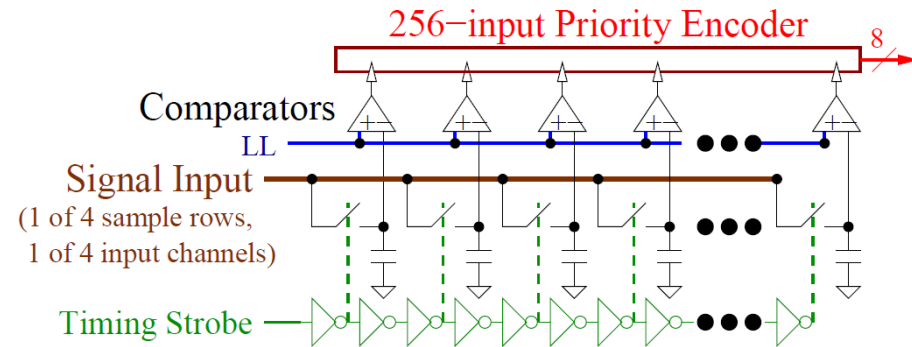 256−input Priority Encoder
8
Comparators
+− +− +− +− +−
LL
Signal Input
(1 of 4 sample rows,
1 of 4 input channels)
Timing Strobe